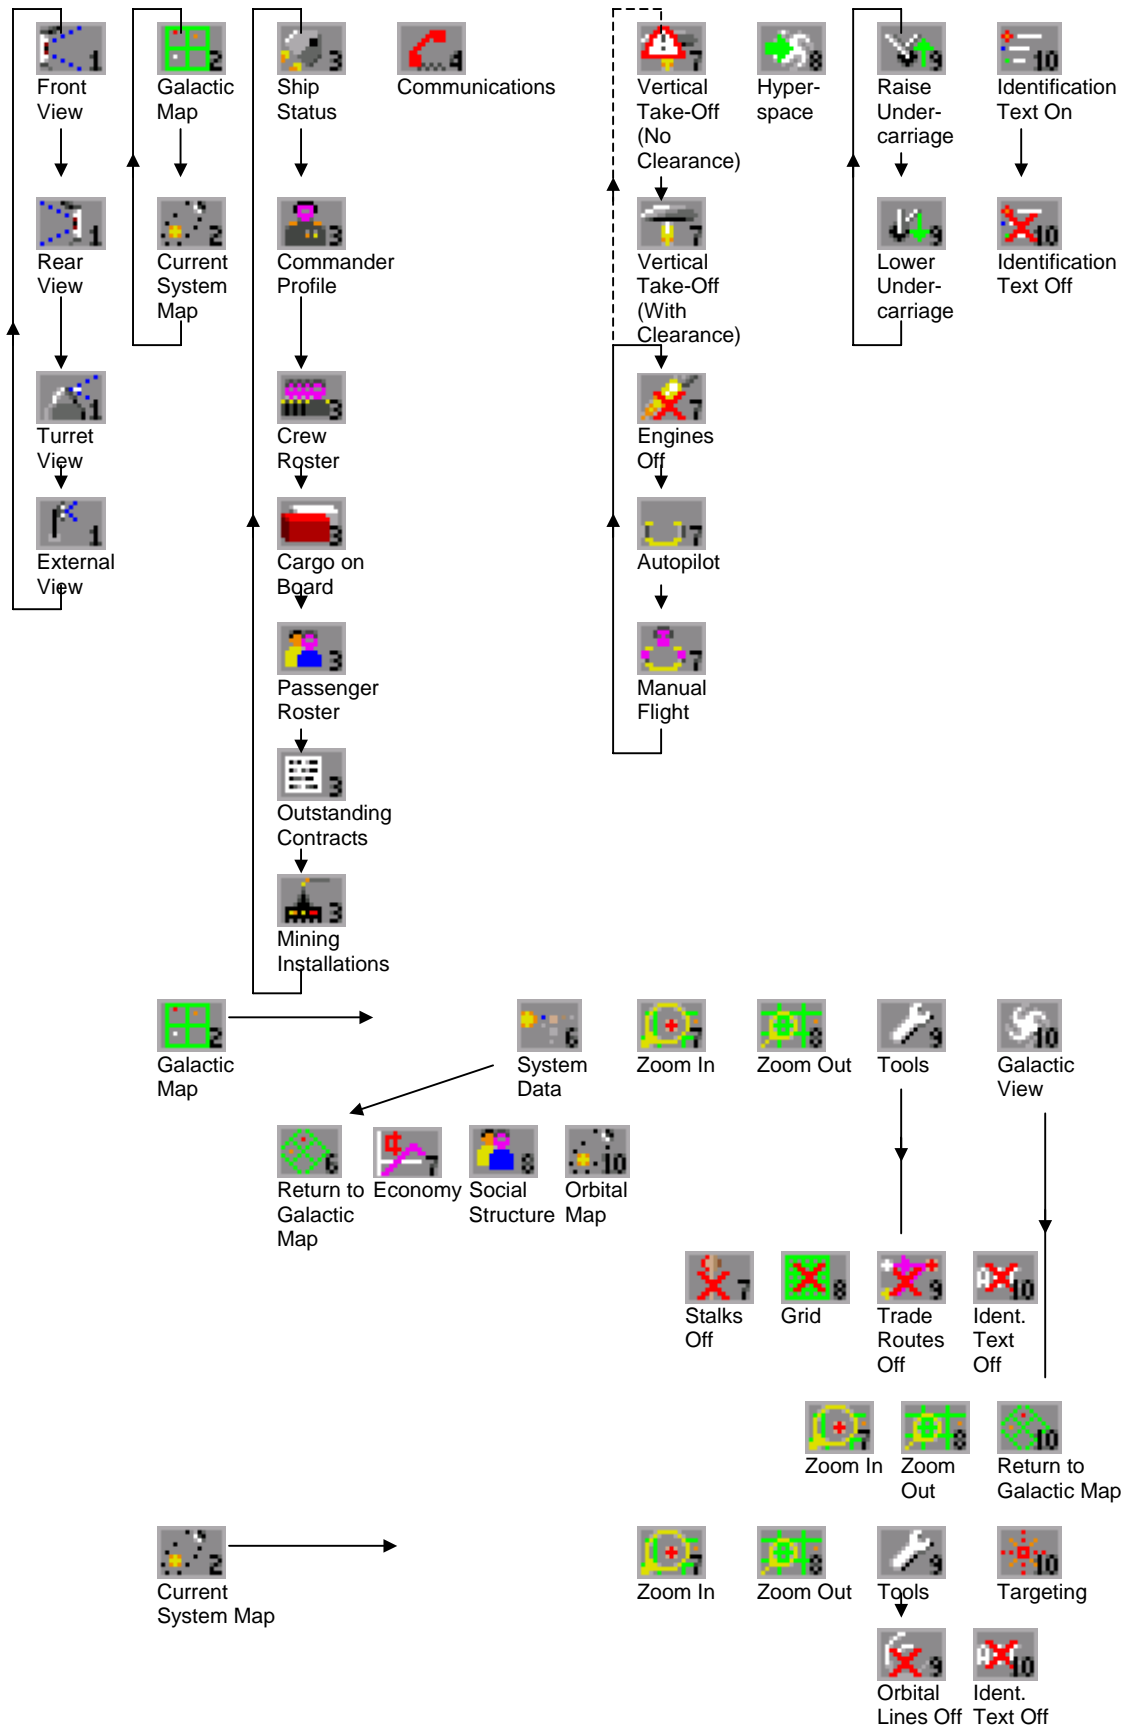 1
2
3
4
7
8
9
10
Front
View
Galactic
Map
Ship
Status
Communications
Vertical
Take-Off
(No
Clearance)
Hyper-
space
Raise
Under-
carriage
Identification
Text On
1
2
3
7
9
10
Rear
View
Current
System
Map
Commander
Profile
Vertical
Take-Off
(With
Clearance)
Lower
Under-
carriage
Identification
Text Off
1
3
7
Turret
View
Crew
Roster
Engines
Off
1
3
7
External
View
Cargo on
Board
Autopilot
3
7
Passenger
Roster
Manual
Flight
3
Outstanding
Contracts
3
Mining
Installations
2
6
7
8
9
10
Galactic
Map
System
Data
Zoom In
Zoom Out
Tools
Galactic
View
6
7
8
10
Return to
Galactic
Map
Economy
Social
Structure
Orbital
Map
7
8
9
10
Stalks
Off
Grid
Trade
Routes
Off
Ident.
Text
Off
7
8
10
Zoom In
Zoom
Out
Return to
Galactic Map
2
7
8
9
10
Current
System Map
Zoom In
Zoom Out
Tools
Targeting
9
10
Orbital
Lines Off
Ident.
Text Off